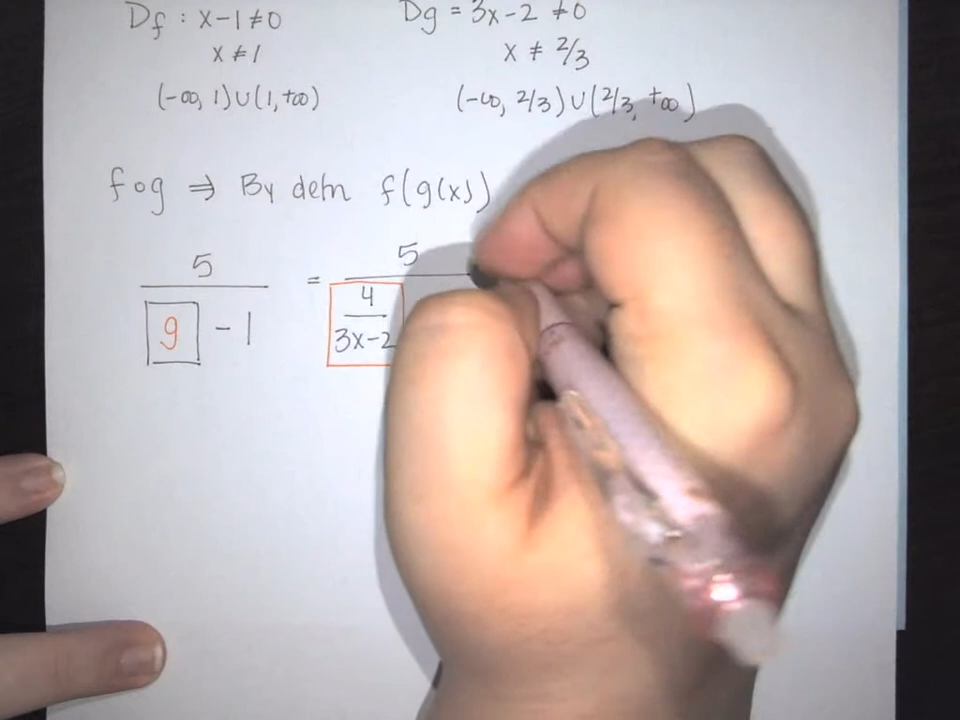 Df : x-1≠0 Dg = 3x-2 ≠0
x ≠ 1 x ≠ 2/3
(-∞, 1)∪(1,+∞) (-∞, 2/3)∪(2/3, +∞)
fog ⇒ By defn f(g(x))
5 = 5
g -1 4
3x-2